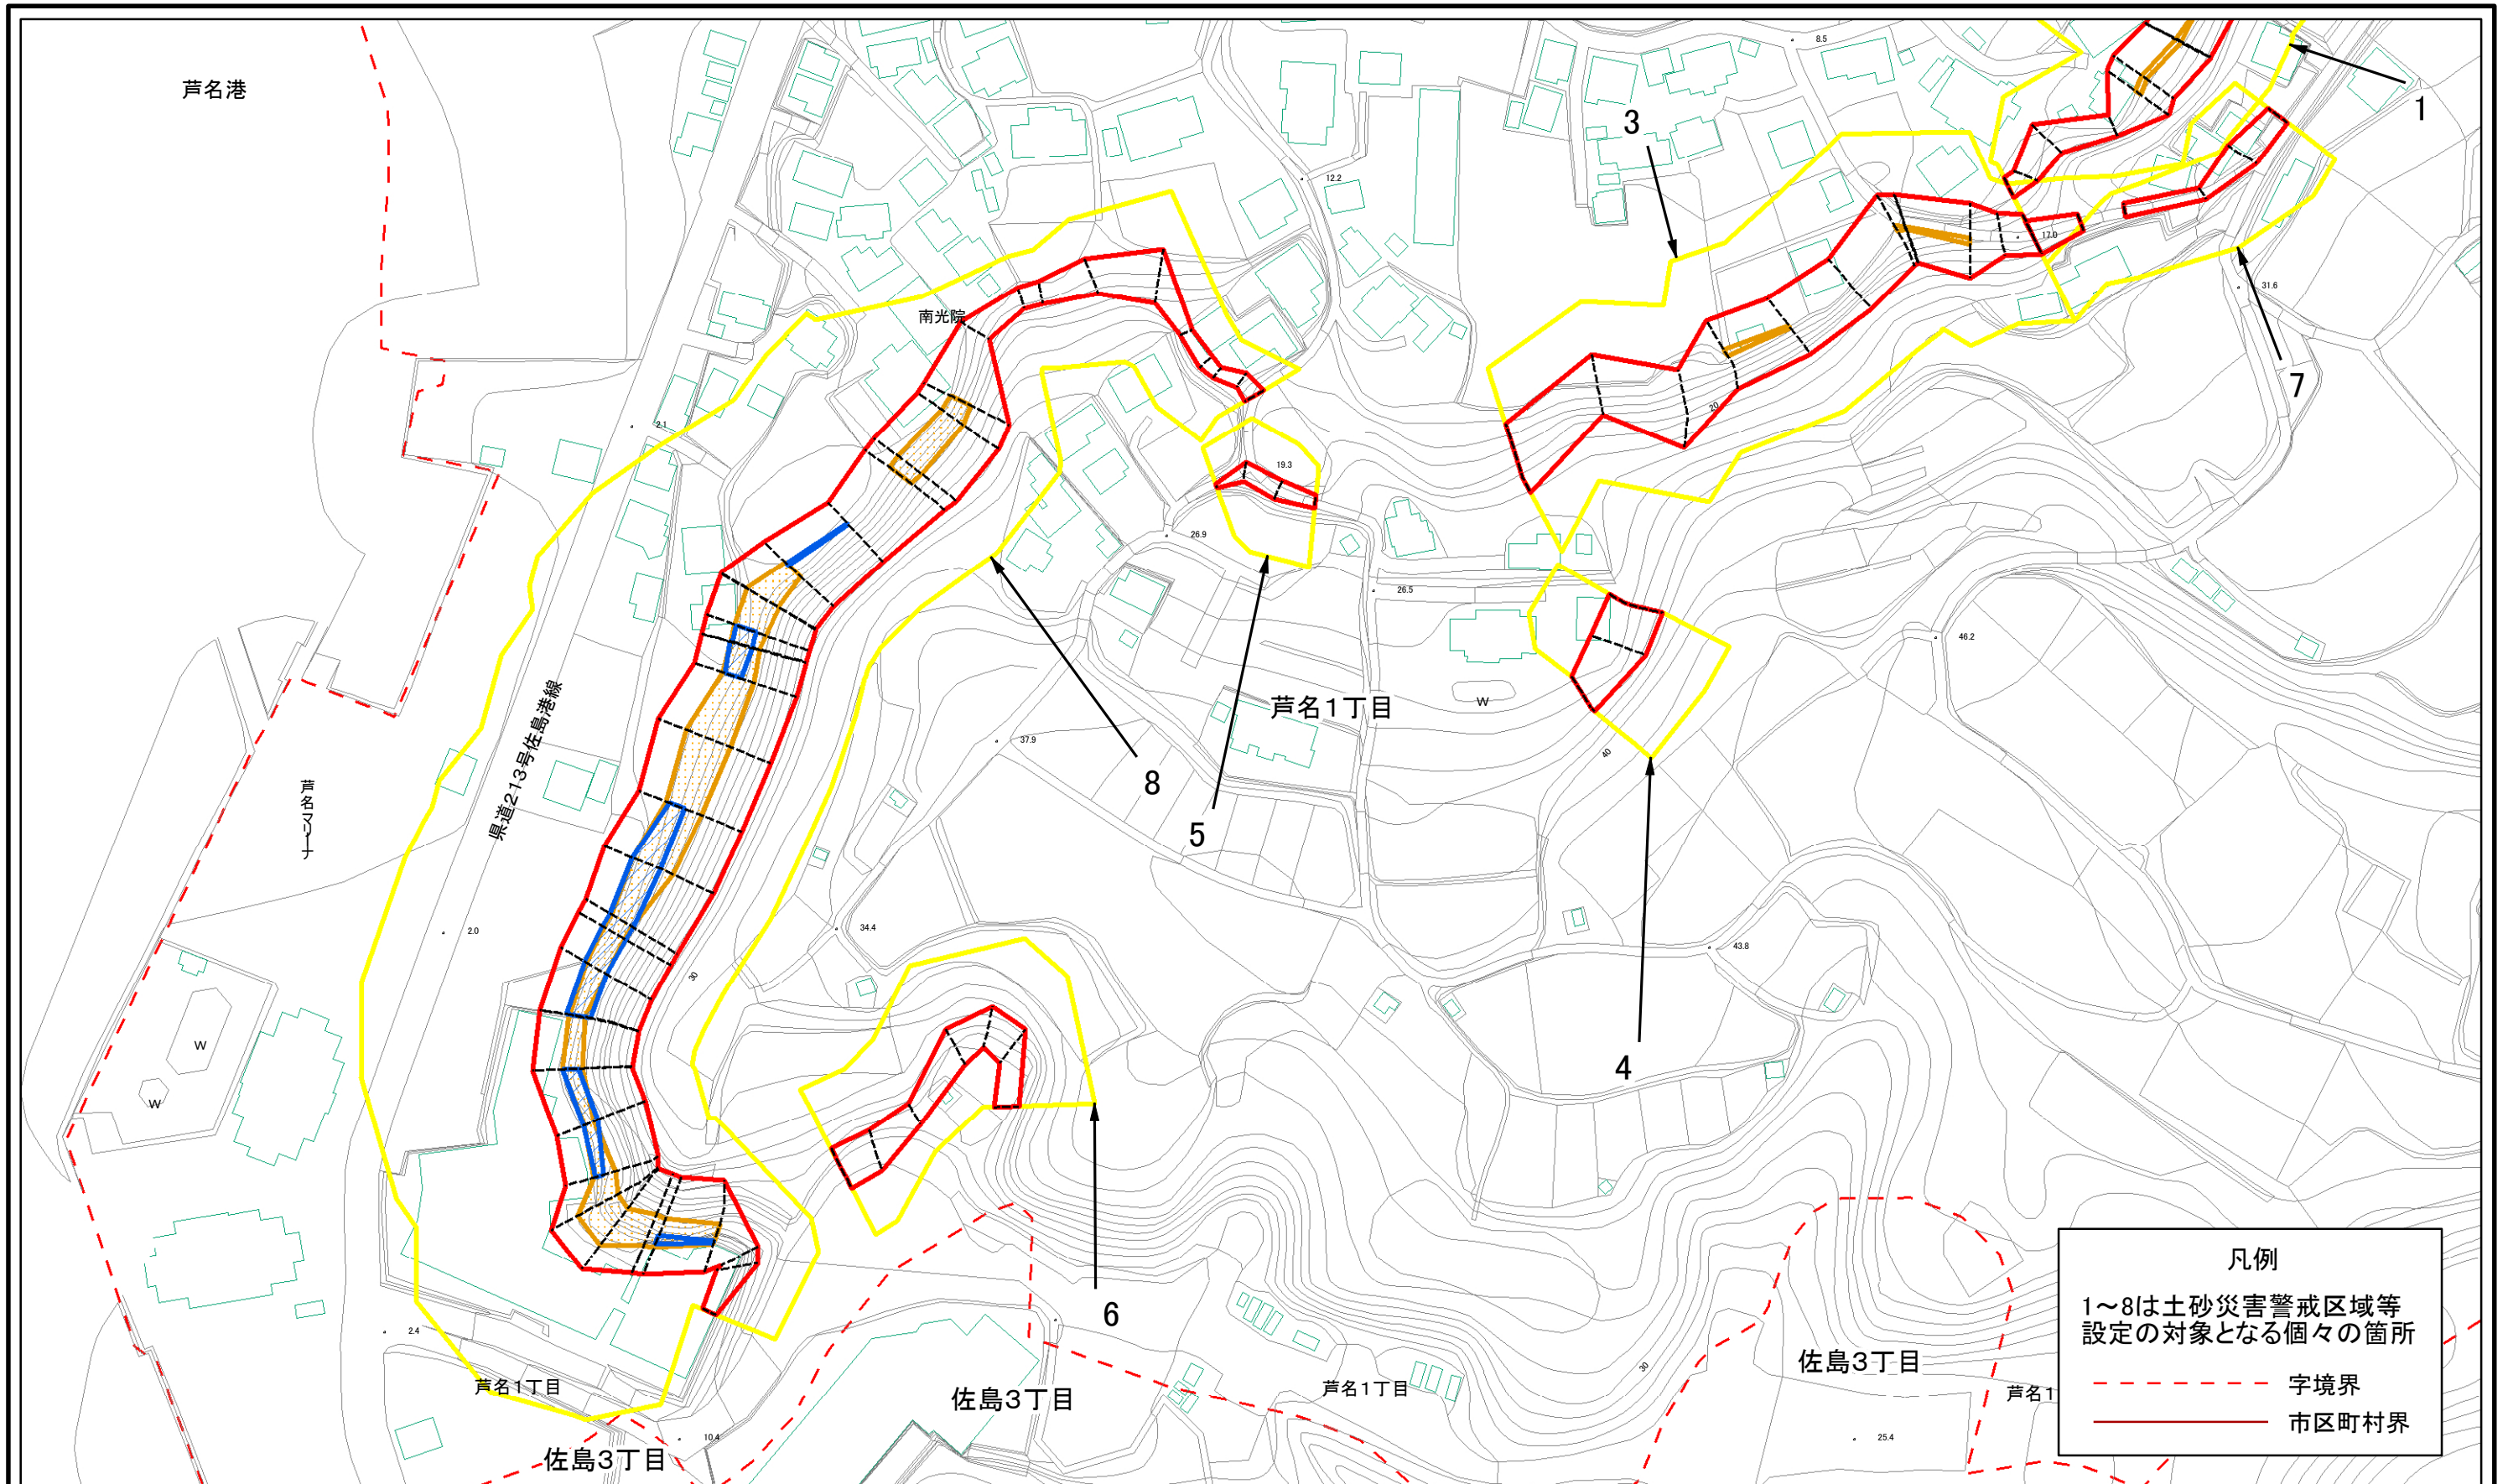 芦名港
8.5
1
3
12.2
17.0
31.6
7
南光院
20
2.1
19.3
26.9
26.5
46.2
県道213号佐島港線
芦名1丁目
W
37.9
40
8
芦名マリーナ
5
2.0
34.4
43.8
30
W
4
W
6
凡例
1~8は土砂災害警戒区域等
設定の対象となる個々の箇所
字境界
市区町村界
2.4
芦名1丁目
佐島3丁目
芦名1丁目
30
佐島3丁目
芦名1
10.4
佐島3丁目
25.4